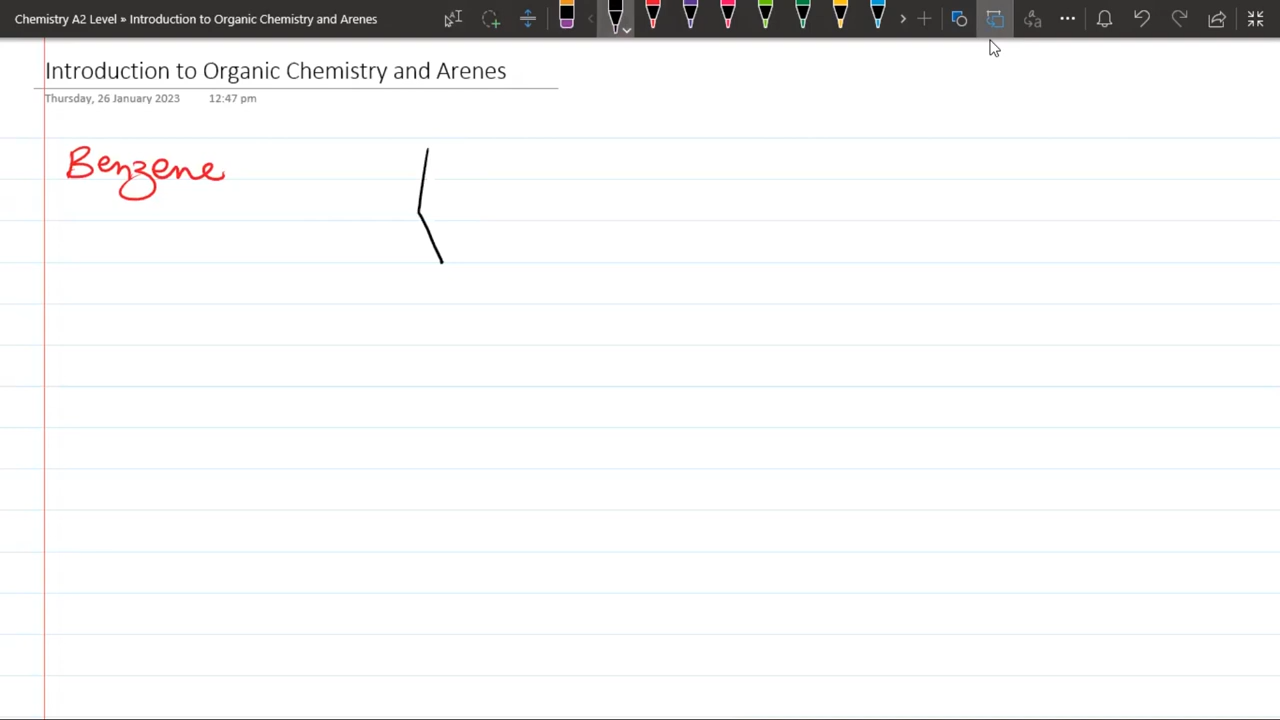 Chemistry A2 Level » Introduction to Organic Chemistry and Arenes
Introduction to Organic Chemistry and Arenes
Thursday, 26 January 2023 12:47 pm
Benzene